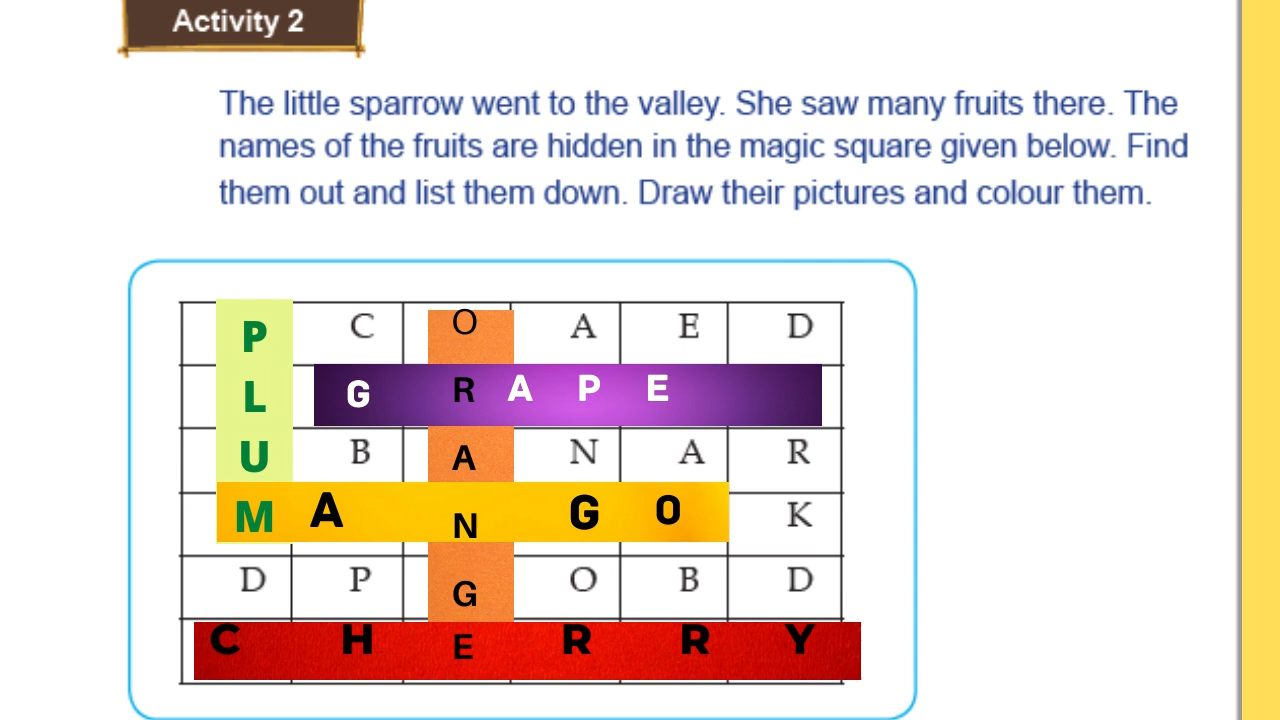 Activity 2
The little sparrow went to the valley. She saw many fruits there. The
names of the fruits are hidden in the magic square given below. Find
them out and list them down. Draw their pictures and colour them.
P C O A E D
L G R A P E
U B A N A R
M A N G O K
D P G O B D
C H E R R Y